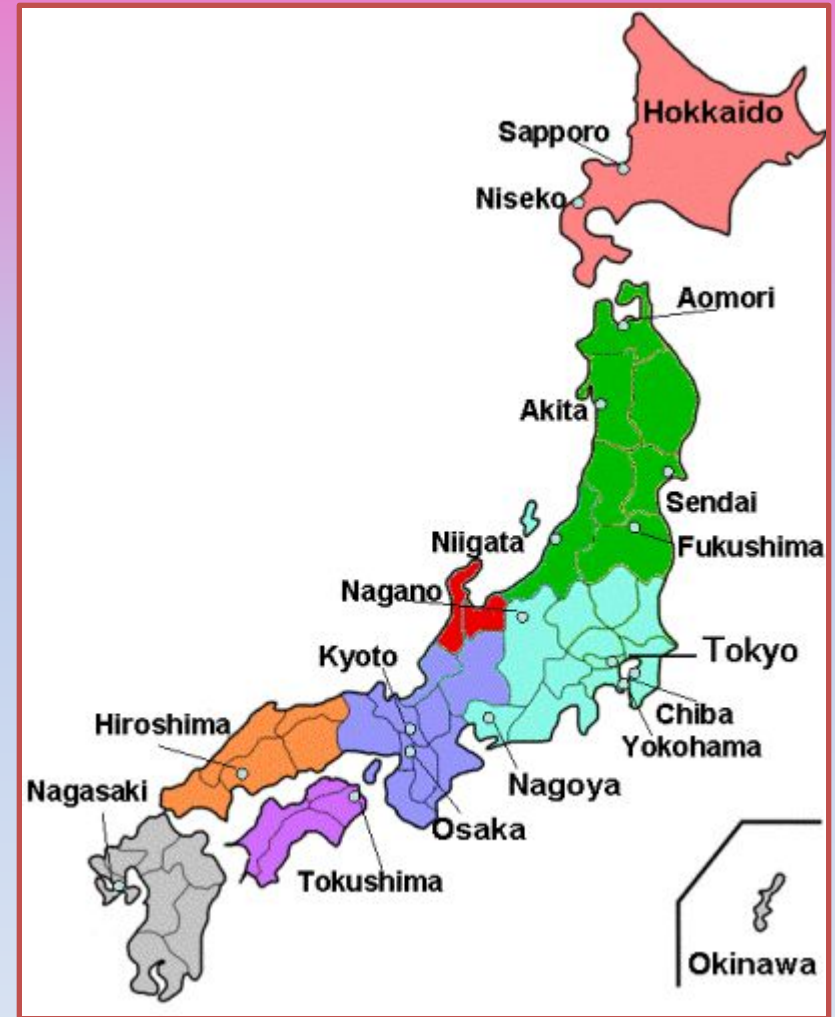 Hokkaido
Sapporo
Niseko
Aomori
Akita
Sendai
Niigata
Fukushima
Nagano
Tokyo
Kyoto
Chiba
Hiroshima
Yokohama
Nagasaki
Nagoya
Osaka
Tokushima
Okinawa